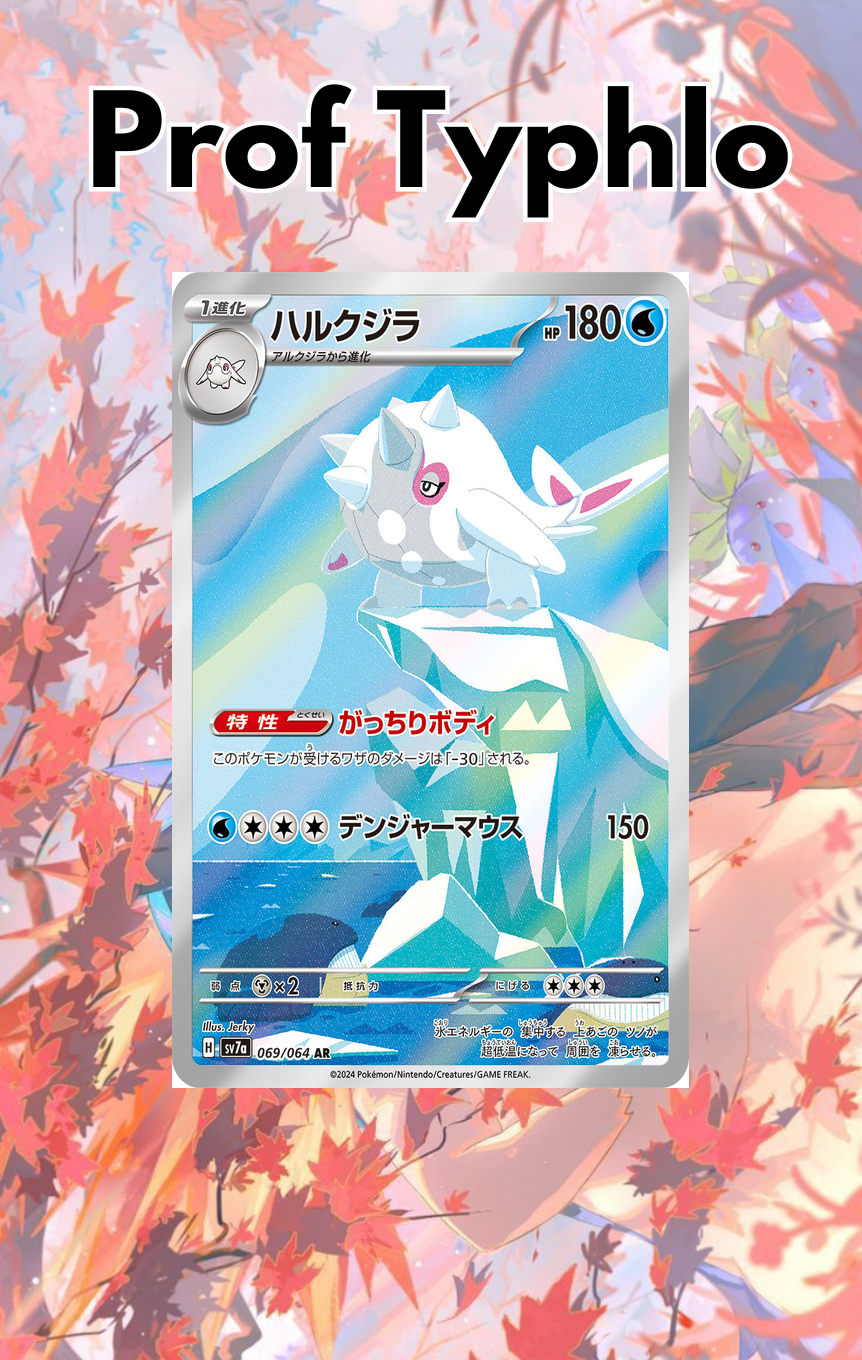 Prof Typhlo
1進化
ハルクジラ
HP 180
アルクジラから進化
特性 とくせい がっちりボディ
このポケモンが受けるワザのダメージは「-30」される。
デンジャーマウス 150
弱点 ×2 抵抗力 にげる
Illus. Jerky
氷エネルギーの 集中する 上あごの ツノが
超低温になって 周囲を 凍らせる。
H sv7a 069/064 AR
©2024 Pokémon/Nintendo/Creatures/GAME FREAK.